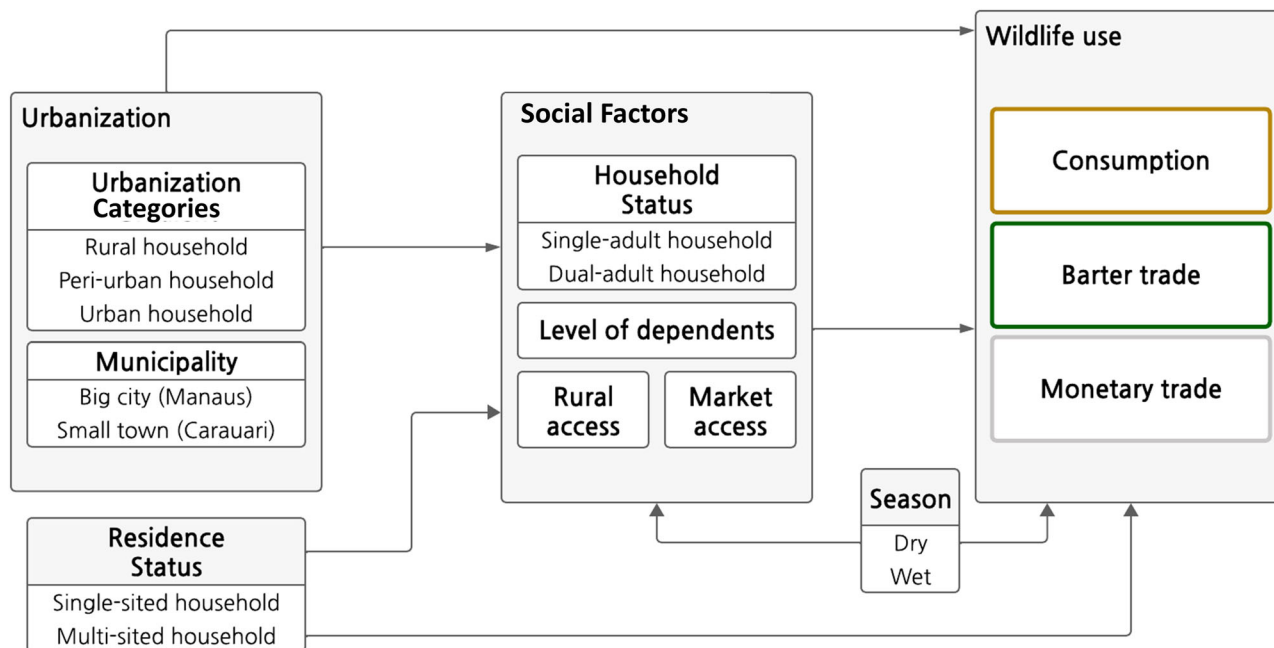 Urbanization
Urbanization
Categories
Rural household
Peri-urban household
Urban household
Municipality
Big city (Manaus)
Small town (Carauari)
Residence
Status
Single-sited household
Multi-sited household
Social Factors
Household
Status
Single-adult household
Dual-adult household
Level of dependents
Rural
access
Market
access
Season
Dry
Wet
Wildlife use
Consumption
Barter trade
Monetary trade